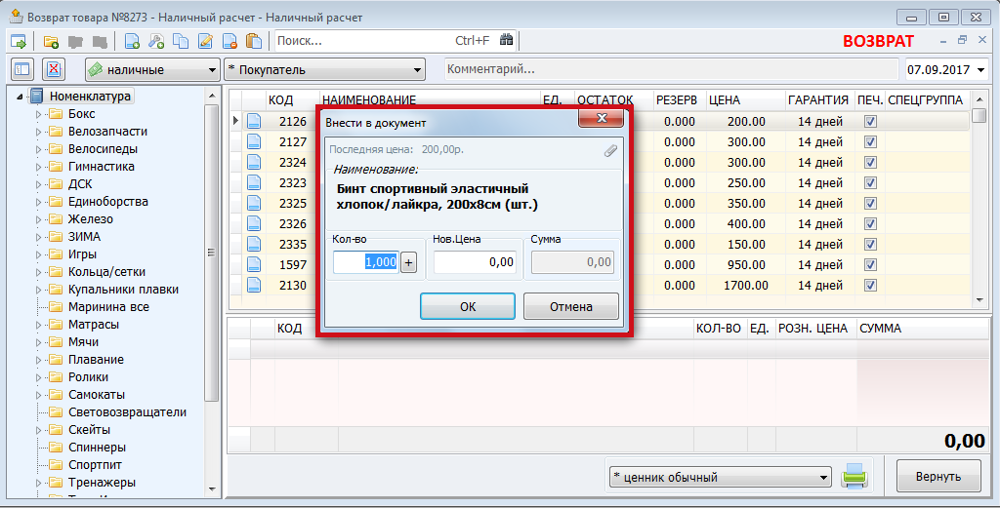 Возврат товара №8273 - Наличный расчет - Наличный расчет
Поиск... Ctrl+F ВОЗВРАТ
наличные * Покупатель Комментарий... 07.09.2017
Номенклатура
Бокс
Велозапчасти
Велосипеды
Гимнастика
ДСК
Единоборства
Железо
ЗИМА
Игры
Кольца/сетки
Купальники плавки
Маринина все
Матрасы
Мячи
Плавание
Ролики
Самокаты
Световозвращатели
Скейты
Спиннеры
Спортпит
Тренажеры
КОД НАИМЕНОВАНИЕ ЕД. ОСТАТОК РЕЗЕРВ ЦЕНА ГАРАНТИЯ ПЕЧ. СПЕЦГРУППА
2126 0.000 200.00 14 дней
2127 0.000 300.00 14 дней
2324 0.000 300.00 14 дней
2323 0.000 250.00 14 дней
2325 0.000 350.00 14 дней
2326 0.000 400.00 14 дней
2335 0.000 150.00 14 дней
1597 0.000 950.00 14 дней
2130 0.000 1700.00 14 дней
Внести в документ
Последняя цена: 200,00р.
Наименование:
Бинт спортивный эластичный
хлопок/лайкра, 200х8см (шт.)
Кол-во Нов.Цена Сумма
1,000 + 0,00 0,00
ОК Отмена
КОД КОЛ-ВО ЕД. РОЗН. ЦЕНА СУММА
0,00
* ценник обычный Вернуть